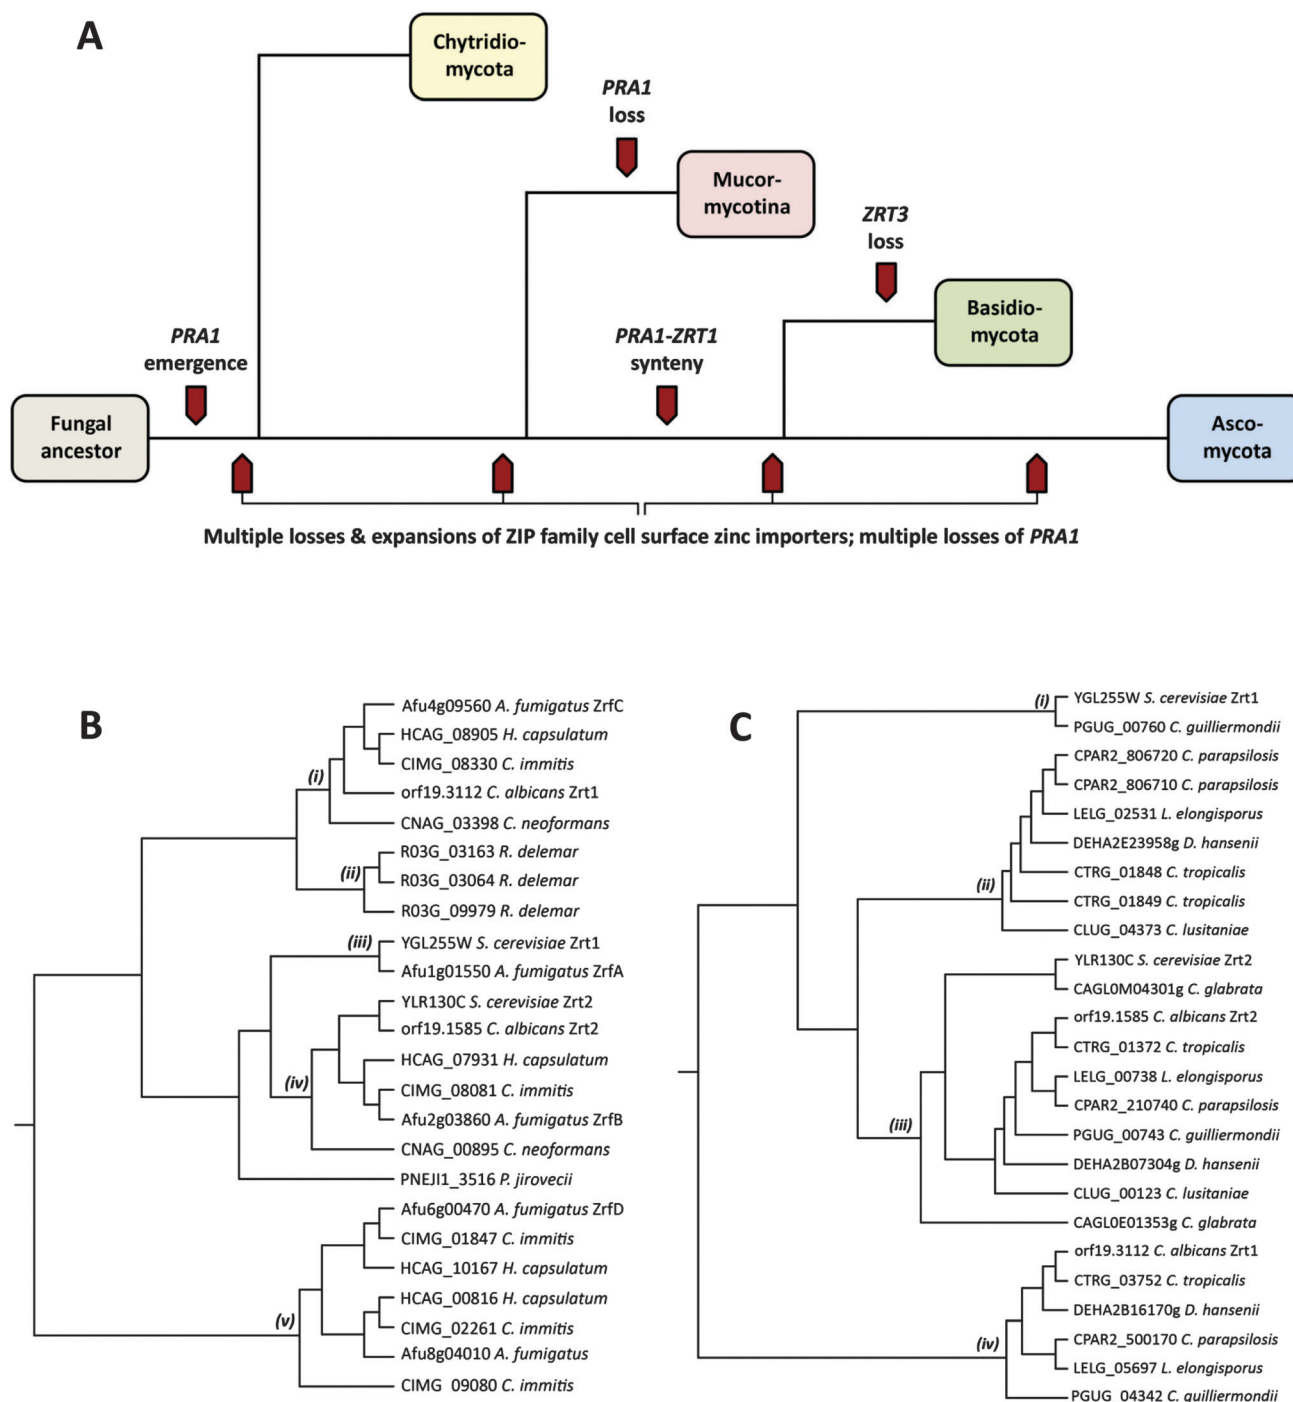 A
Chytridio-
mycota
PRA1
loss
Mucor-
mycotina
ZRT3
loss
Basidio-
mycota
PRA1
emergence
PRA1-ZRT1
synteny
Fungal
ancestor
Asco-
mycota
Multiple losses & expansions of ZIP family cell surface zinc importers; multiple losses of PRA1
B
Afu4g09560 A. fumigatus ZrfC
HCAG_08905 H. capsulatum
(i)
CIMG_08330 C. immitis
orf19.3112 C. albicans Zrt1
CNAG_03398 C. neoformans
R03G_03163 R. delemar
(ii)
R03G_03064 R. delemar
R03G_09979 R. delemar
(iii)
YGL255W S. cerevisiae Zrt1
Afu1g01550 A. fumigatus ZrfA
YLR130C S. cerevisiae Zrt2
orf19.1585 C. albicans Zrt2
HCAG_07931 H. capsulatum
(iv)
CIMG_08081 C. immitis
Afu2g03860 A. fumigatus ZrfB
CNAG_00895 C. neoformans
PNEJI1_3516 P. jirovecii
Afu6g00470 A. fumigatus ZrfD
CIMG_01847 C. immitis
HCAG_10167 H. capsulatum
HCAG_00816 H. capsulatum
(v)
CIMG_02261 C. immitis
Afu8g04010 A. fumigatus
CIMG_09080 C. immitis
C
(i)
YGL255W S. cerevisiae Zrt1
PGUG_00760 C. guilliermondii
CPAR2_806720 C. parapsilosis
CPAR2_806710 C. parapsilosis
LELG_02531 L. elongisporus
DEHA2E23958g D. hansenii
(ii)
CTRG_01848 C. tropicalis
CTRG_01849 C. tropicalis
CLUG_04373 C. lusitaniae
YLR130C S. cerevisiae Zrt2
CAGL0M04301g C. glabrata
orf19.1585 C. albicans Zrt2
CTRG_01372 C. tropicalis
LELG_00738 L. elongisporus
CPAR2_210740 C. parapsilosis
(iii)
PGUG_00743 C. guilliermondii
DEHA2B07304g D. hansenii
CLUG_00123 C. lusitaniae
CAGL0E01353g C. glabrata
orf19.3112 C. albicans Zrt1
CTRG_03752 C. tropicalis
DEHA2B16170g D. hansenii
(iv)
CPAR2_500170 C. parapsilosis
LELG_05697 L. elongisporus
PGUG_04342 C. guilliermondii